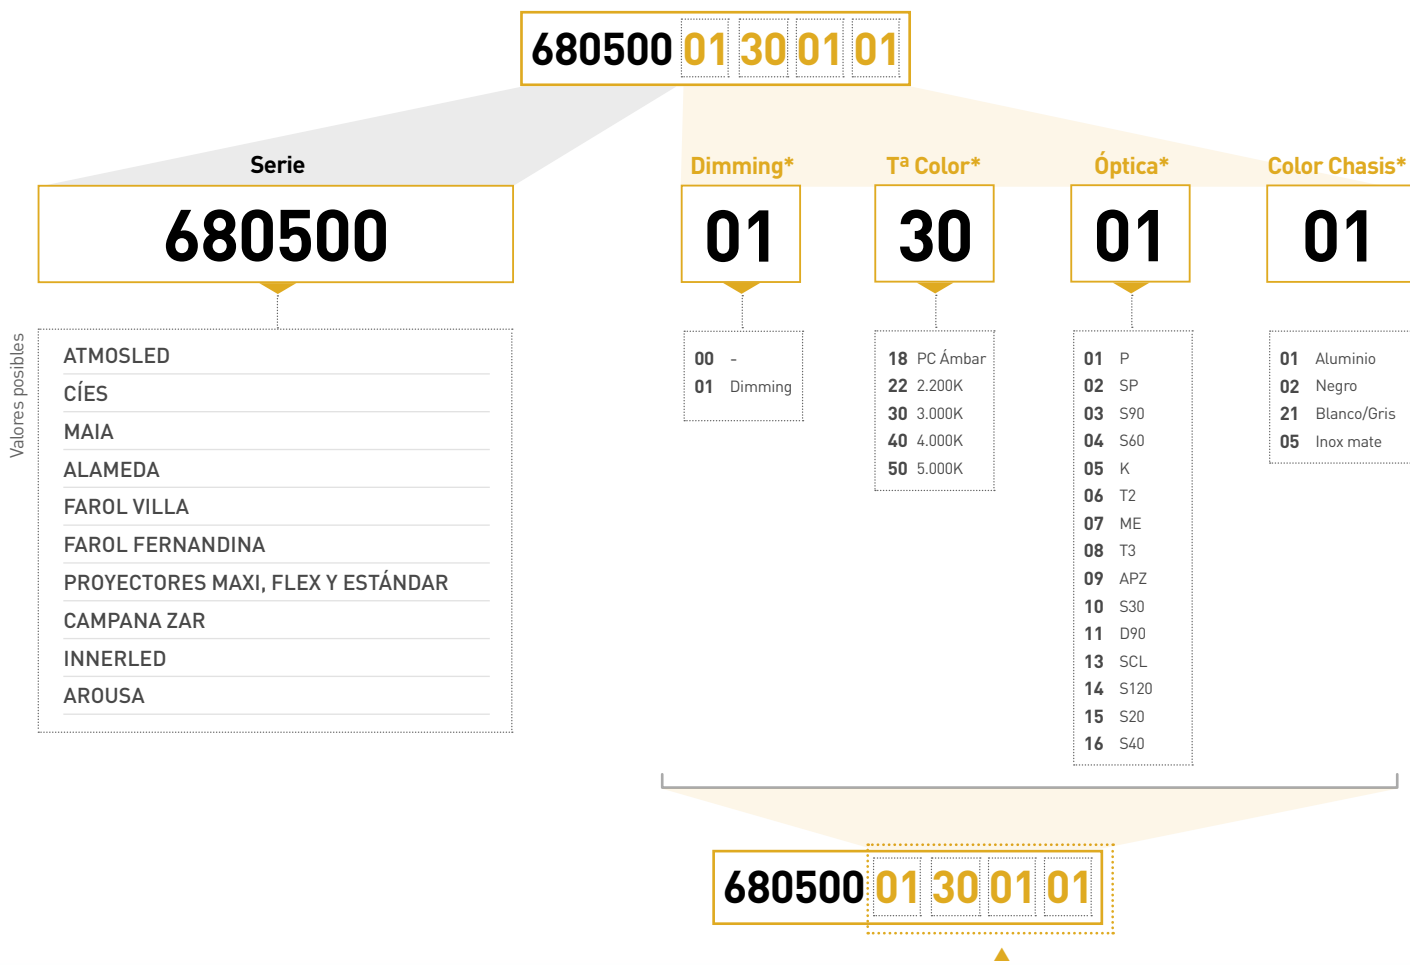 680500 01 30 01 01
Serie
680500
Valores posibles
ATMOSLED
CÍES
MAIA
ALAMEDA
FAROL VILLA
FAROL FERNANDINA
PROYECTORES MAXI, FLEX Y ESTÁNDAR
CAMPANA ZAR
INNERLED
AROUSA
Dimming*
01
00 -
01 Dimming
Tª Color*
30
18 PC Ámbar
22 2.200K
30 3.000K
40 4.000K
50 5.000K
Óptica*
01
01 P
02 SP
03 S90
04 S60
05 K
06 T2
07 ME
08 T3
09 APZ
10 S30
11 D90
13 SCL
14 S120
15 S20
16 S40
Color Chasis*
01
01 Aluminio
02 Negro
21 Blanco/Gris
05 Inox mate
680500 01 30 01 01